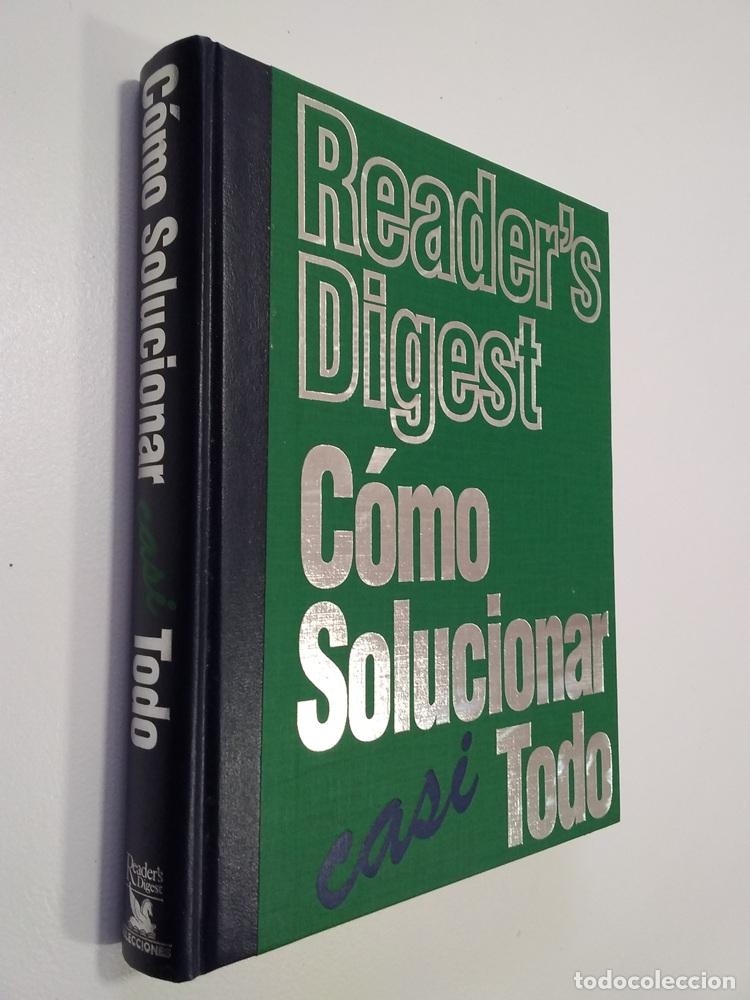 Cómo Solucionar casi Todo
Reader's
Digest
SELECCIONES
Reader's
Digest
Cómo
Solucionar
casi Todo
todocoleccion